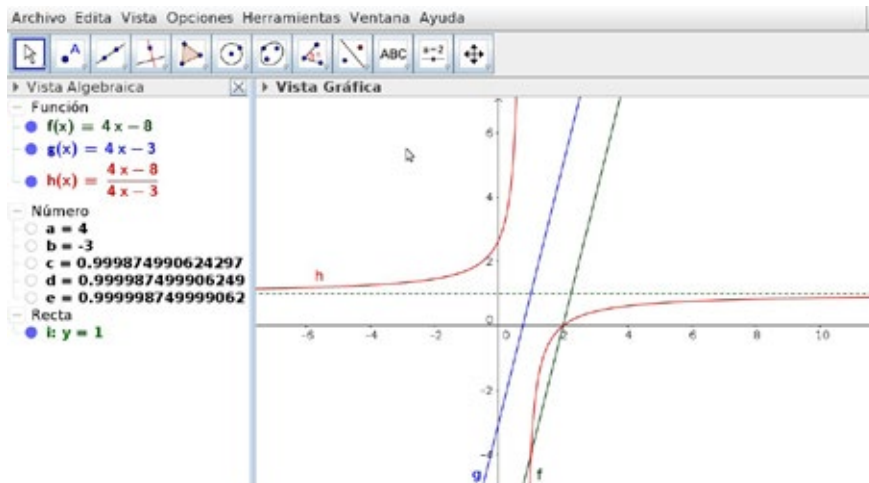 Archivo Edita Vista Opciones Herramientas Ventana Ayuda
A ABC a=2
Vista Algebraica
Vista Gráfica
Función
f(x) = 4 x − 8
g(x) = 4 x − 3
h(x) = (4 x − 8)/(4 x − 3)
Número
a = 4
b = -3
c = 0.999874990624297
d = 0.999987499906249
e = 0.999998749999062
Recta
i: y = 1
6
4
2
0
-2
-4
-6 -4 -2 0 2 4 6 8 10
h
g
f